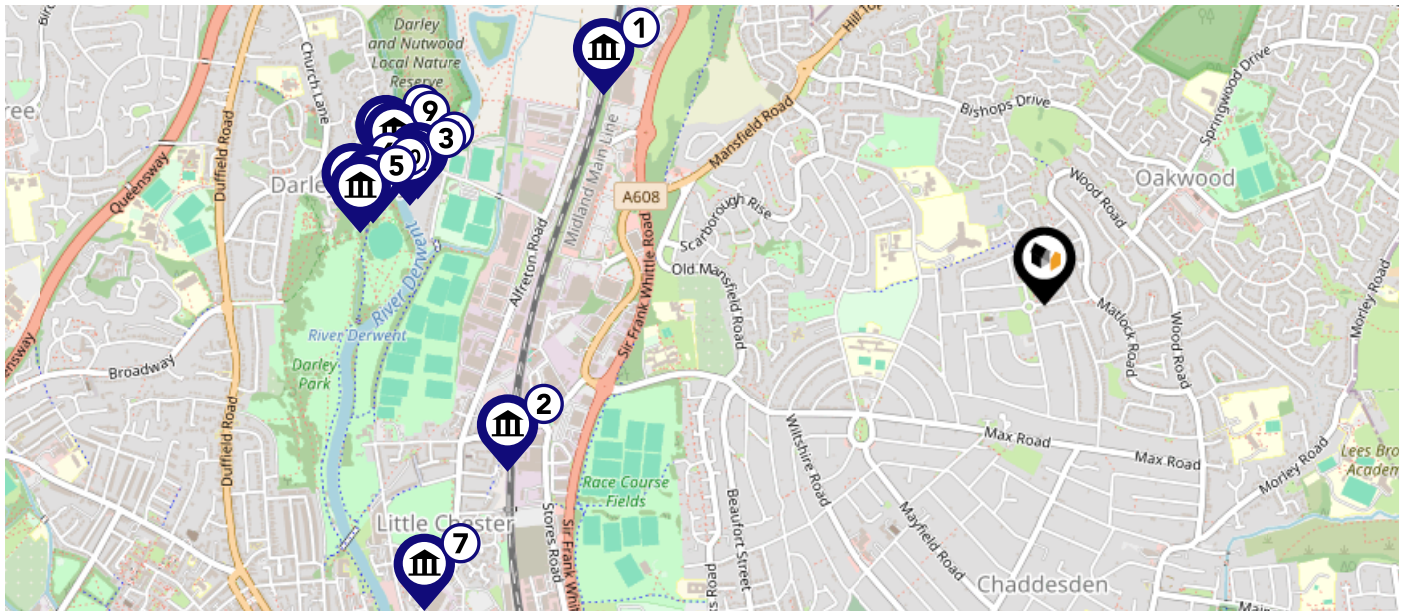 Church Lane
Darley
and Nutwood
Local Nature
Reserve
1
Hill Top
9
3
5
Queensway
Duffield Road
Midland Main Line
Mansfield Road
Bishops Drive
Springwood Drive
Oakwood
Wood Road
A608
Scarborough Rise
Old Mansfield Road
Alfreton Road
River Derwent
River Derwent
Sir Frank Whittle Road
Matlock Road
Wood Road
Morley Road
Broadway
Darley
Park
Duffield Road
2
Wiltshire Road
Max Road
Max Road
Morley Road
Race Course
Fields
Beaufort Street
Mayfield Road
Little Chester
Stores Road
7
Chaddesden